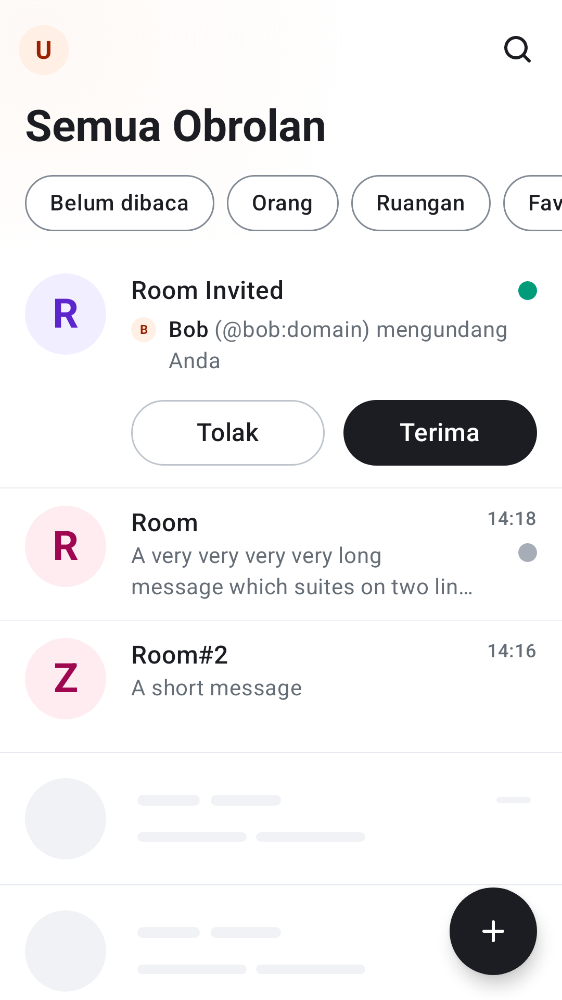 U
Semua Obrolan
Belum dibaca
Orang
Ruangan
Fav
R
Room Invited
B
Bob (@bob:domain) mengundang
Anda
Tolak
Terima
R
Room
14:18
A very very very very long
message which suites on two lin…
Z
Room#2
14:16
A short message